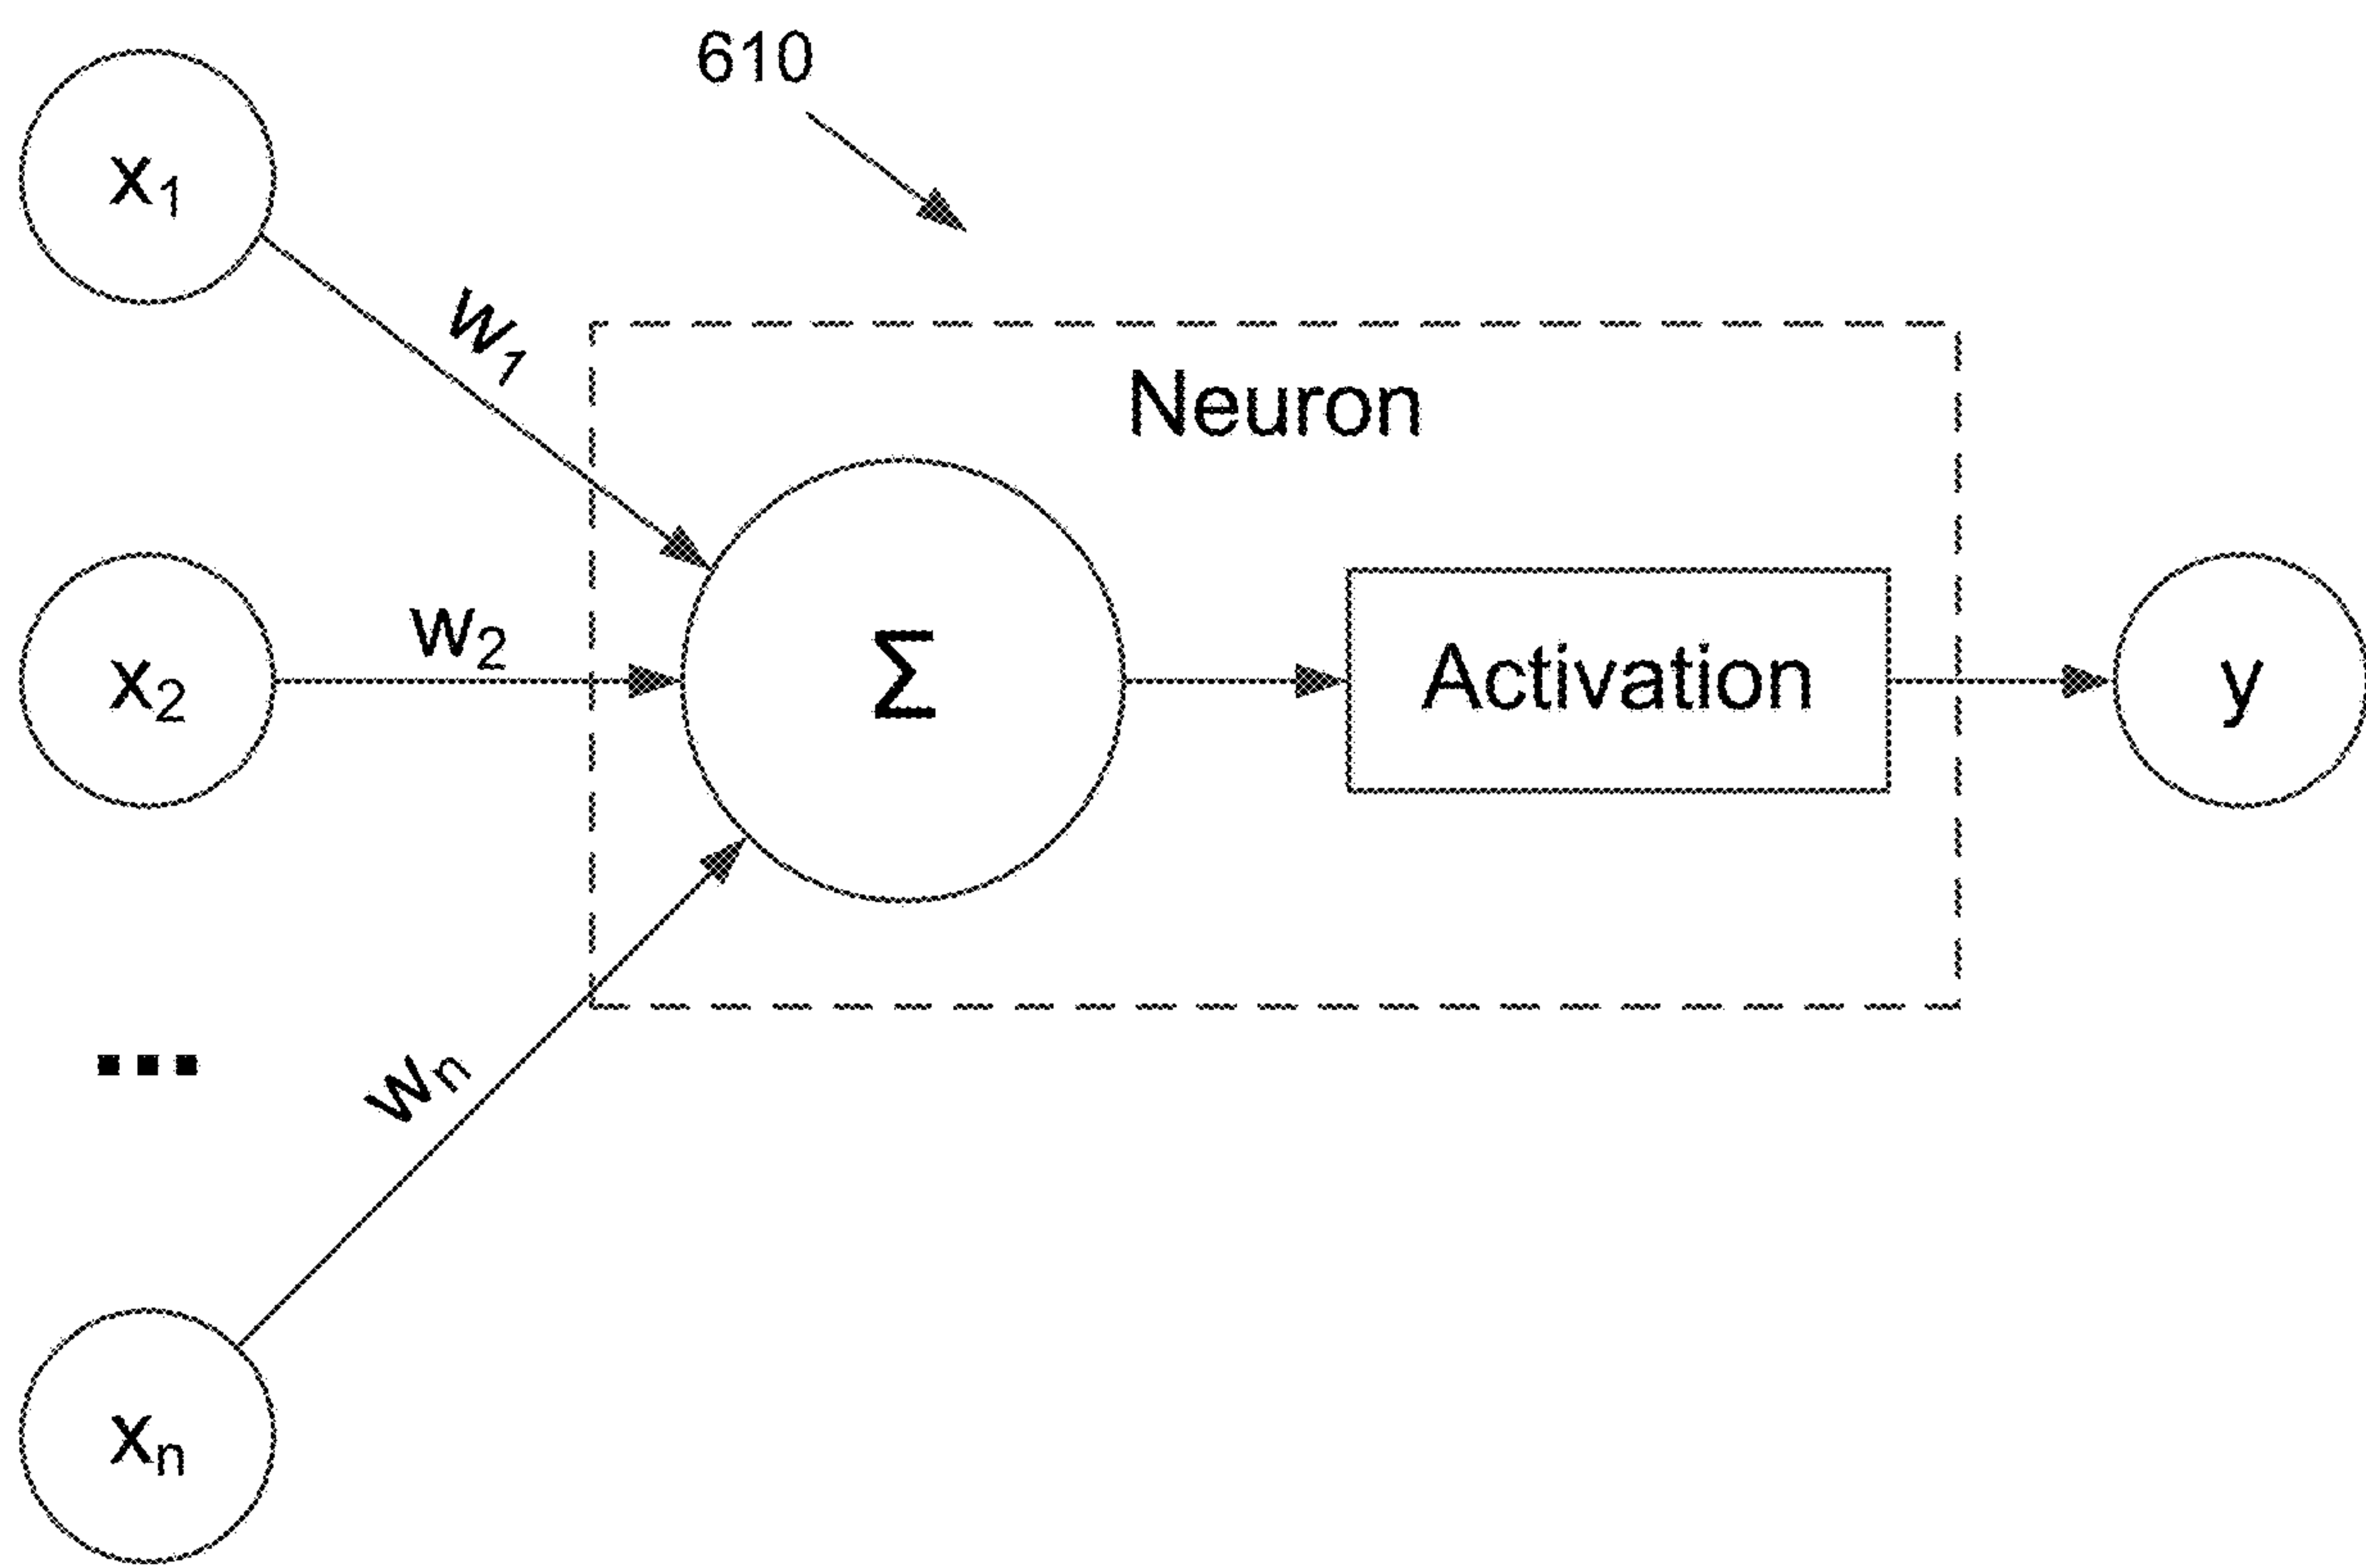 610
x₁
w₁
Neuron
x₂
w₂
Σ
Activation
y
...
wₙ
xₙ